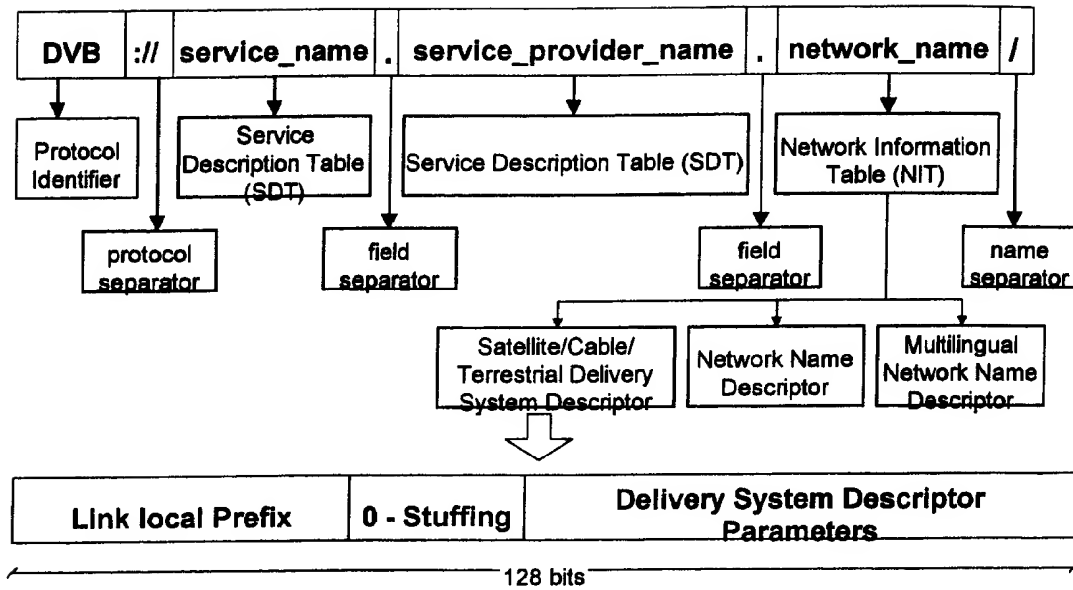 DVB :// service_name . service_provider_name . network_name /
Protocol
Identifier
Service
Description Table
(SDT)
Service Description Table (SDT)
Network Information
Table (NIT)
protocol
separator
field
separator
field
separator
name
separator
Satellite/Cable/
Terrestrial Delivery
System Descriptor
Network Name
Descriptor
Multilingual
Network Name
Descriptor
Link local Prefix
0 - Stuffing
Delivery System Descriptor
Parameters
128 bits